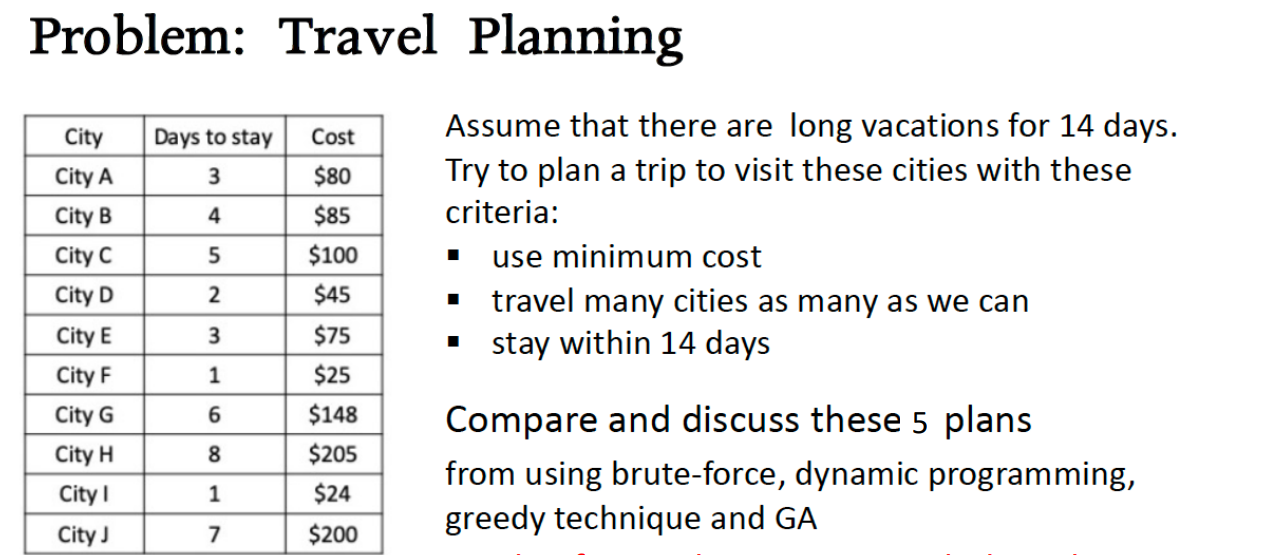 Problem: Travel Planning
City Days to stay Cost
City A 3 $80
City B 4 $85
City C 5 $100
City D 2 $45
City E 3 $75
City F 1 $25
City G 6 $148
City H 8 $205
City I 1 $24
City J 7 $200
Assume that there are long vacations for 14 days.
Try to plan a trip to visit these cities with these
criteria:
▪ use minimum cost
▪ travel many cities as many as we can
▪ stay within 14 days
Compare and discuss these 5 plans
from using brute-force, dynamic programming,
greedy technique and GA